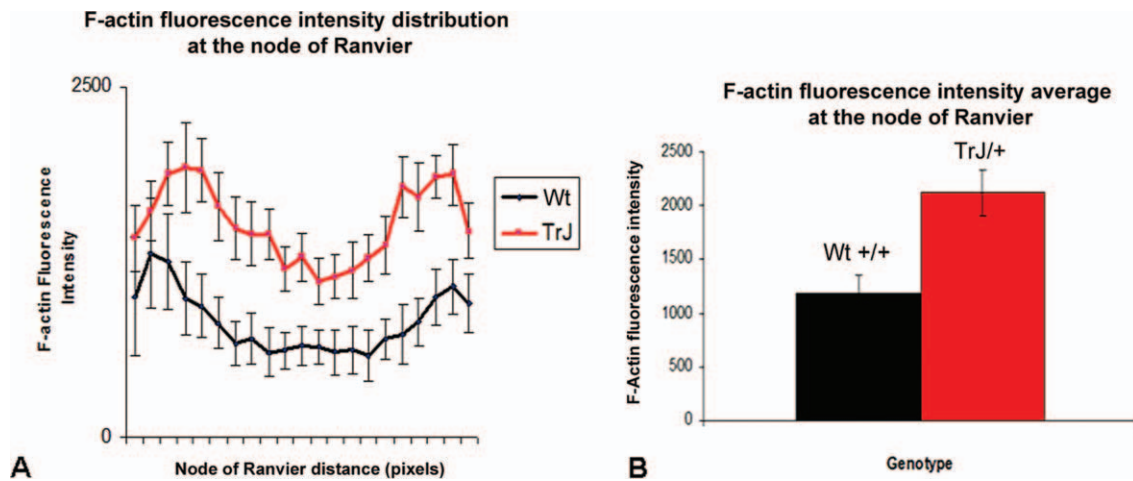 F-actin fluorescence intensity distribution
at the node of Ranvier
2500
F-actin Fluorescence
Intensity
0
Wt
TrJ
Node of Ranvier distance (pixels)
A
F-actin fluorescence intensity average
at the node of Ranvier
F-Actin fluorescence intensity
2500
2000
1500
1000
500
0
Wt +/+
TrJ/+
Genotype
B